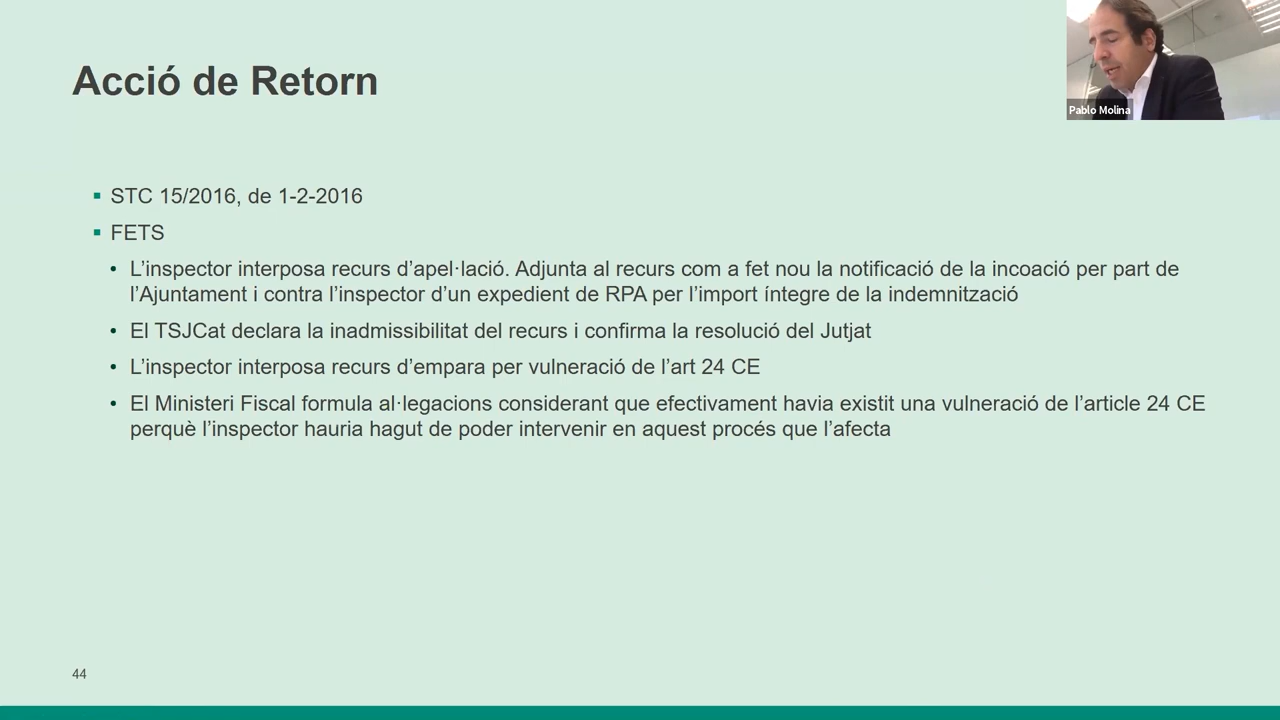 Acció de Retorn
Pablo Molina
▪ STC 15/2016, de 1-2-2016
▪ FETS
• L’inspector interposa recurs d’apel·lació. Adjunta al recurs com a fet nou la notificació de la incoació per part de
l’Ajuntament i contra l’inspector d’un expedient de RPA per l’import íntegre de la indemnització
• El TSJCat declara la inadmissibilitat del recurs i confirma la resolució del Jutjat
• L’inspector interposa recurs d’empara per vulneració de l’art 24 CE
• El Ministeri Fiscal formula al·legacions considerant que efectivament havia existit una vulneració de l’article 24 CE
perquè l’inspector hauria hagut de poder intervenir en aquest procés que l’afecta
44